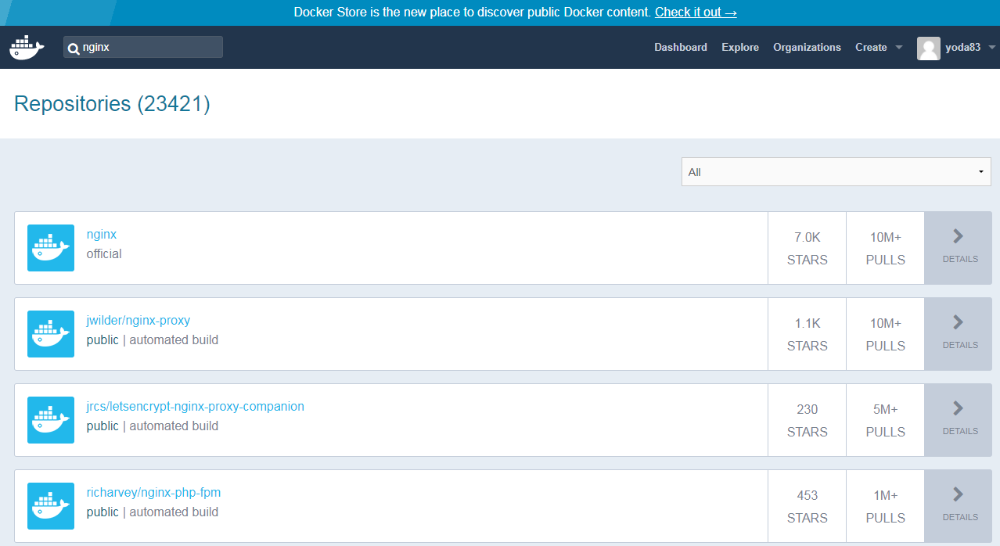 Docker Store is the new place to discover public Docker content. Check it out →
nginx
Dashboard Explore Organizations Create yoda83
Repositories (23421)
All
nginx
official
7.0K
STARS
10M+
PULLS
DETAILS
jwilder/nginx-proxy
public | automated build
1.1K
STARS
10M+
PULLS
DETAILS
jrcs/letsencrypt-nginx-proxy-companion
public | automated build
230
STARS
5M+
PULLS
DETAILS
richarvey/nginx-php-fpm
public | automated build
453
STARS
1M+
PULLS
DETAILS